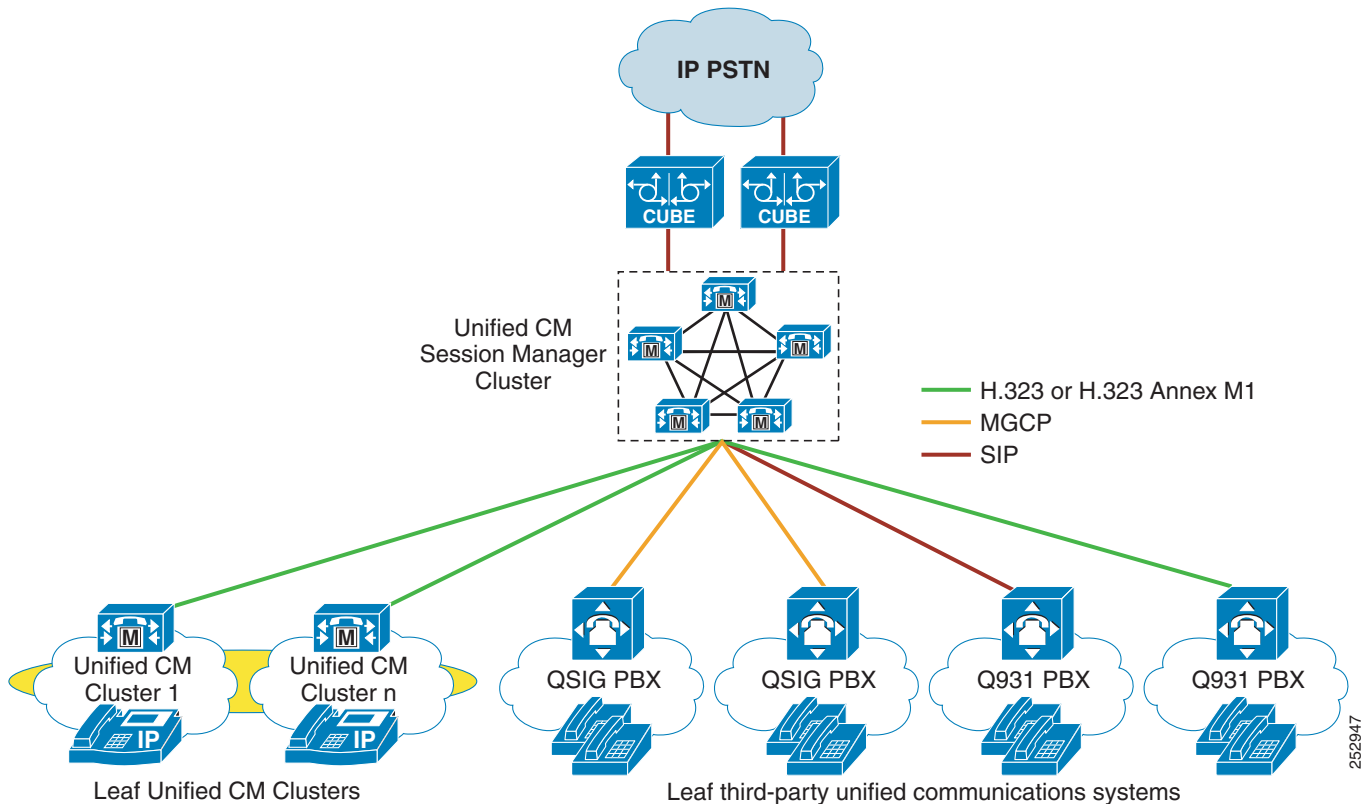 IP PSTN
CUBE
CUBE
Unified CM
Session Manager
Cluster
M
M
M
M
M
H.323 or H.323 Annex M1
MGCP
SIP
M
M
Unified CM
Cluster 1
Unified CM
Cluster n
QSIG PBX
QSIG PBX
Q931 PBX
Q931 PBX
IP
IP
Leaf Unified CM Clusters
Leaf third-party unified communications systems
252947